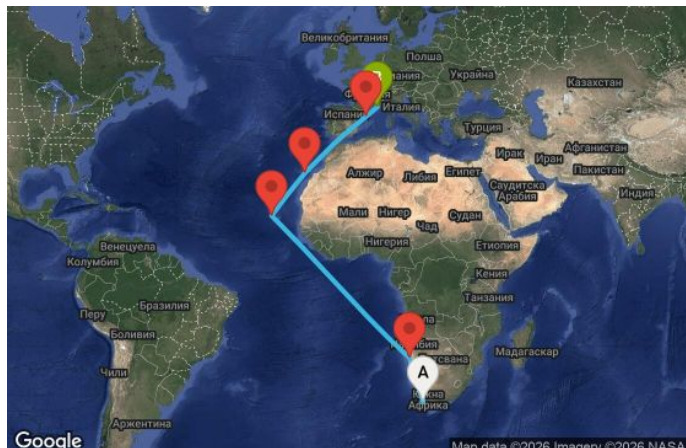 Великобритания
Полша
Украйна
Казахстан
Италия
Турция
Ирак
Иран
Афганистан
Пакистан
Алжир
Либия
Египет
Саудитска
Арабия
Индия
Мали
Нигер
Чад
Судан
Нигерия
Етиопия
Венецуела
Колумбия
Кения
Танзания
Перу
Бразилия
Боливия
Мадагаскар
Чили
A
Африка
Аржентина
Google
Map data ©2026 Imagery ©2026 NASA